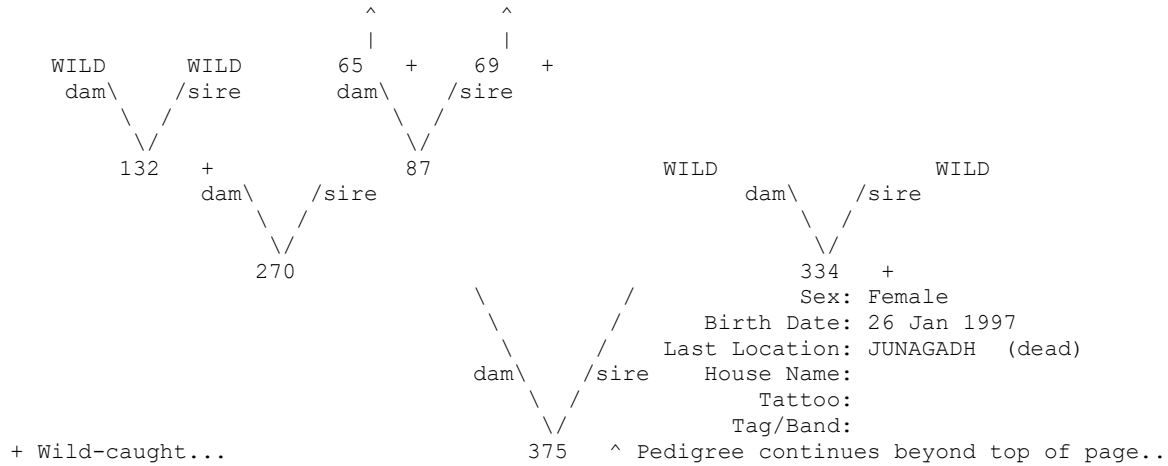 ^ ^
| |
WILD WILD 65 + 69 +
dam\ /sire dam\ /sire
\ / \ /
\/ \/
132 + 87 WILD WILD
dam\ /sire dam\ /sire
\ / \ /
\/ \/
270 334 +
\ / Sex: Female
\ / Birth Date: 26 Jan 1997
\ / Last Location: JUNAGADH (dead)
dam\ /sire House Name:
\ / Tattoo:
\/ Tag/Band:
+ Wild-caught... 375 ^ Pedigree continues beyond top of page..